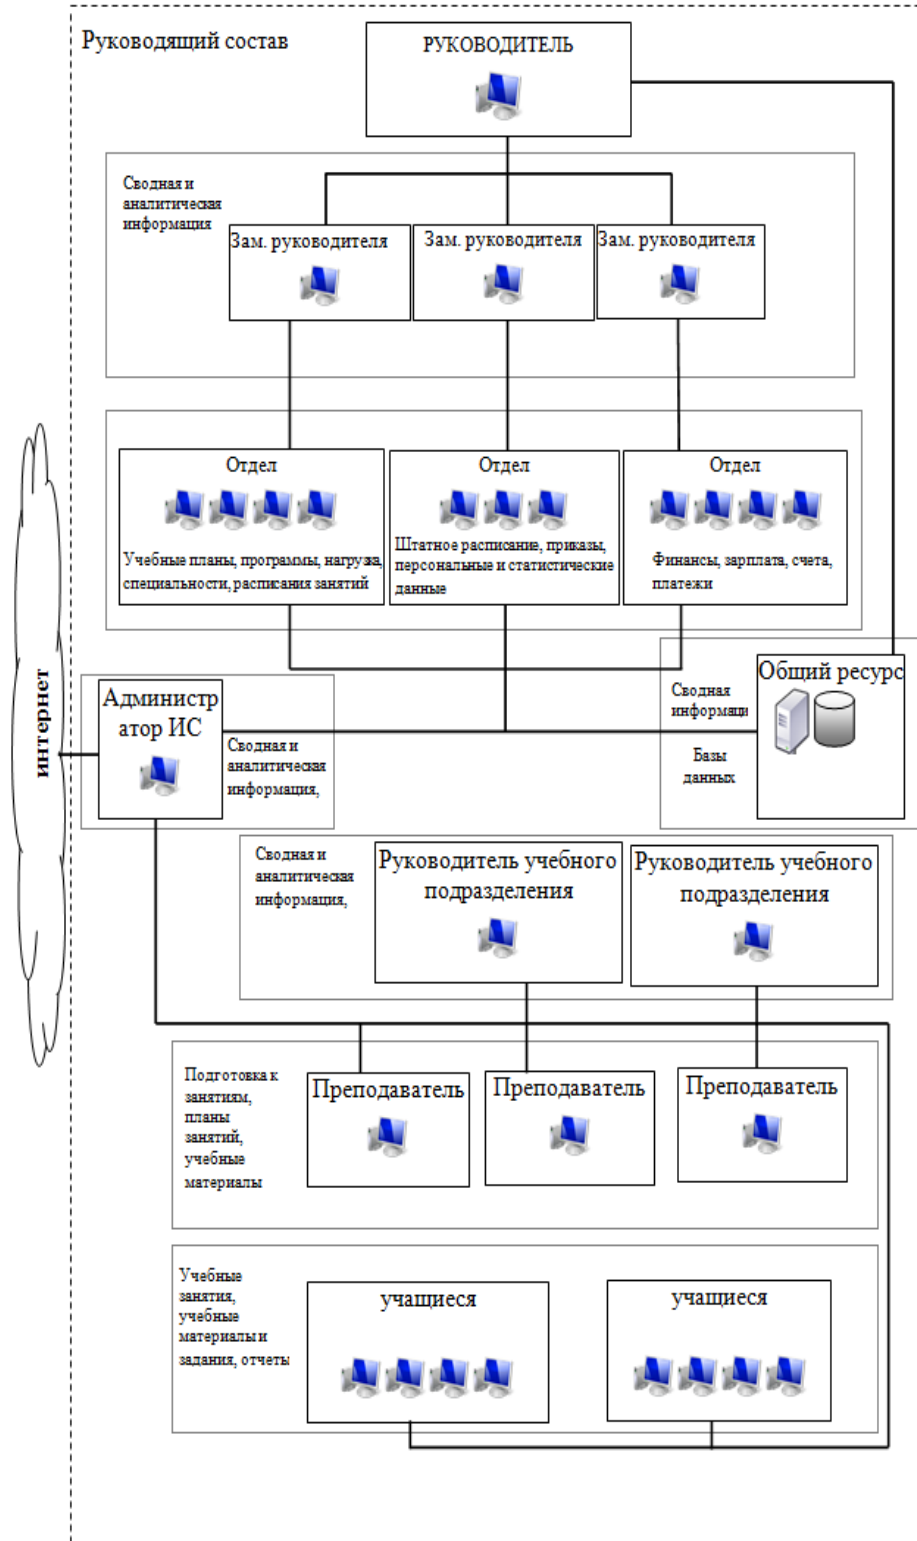 Руководящий состав
РУКОВОДИТЕЛЬ
Сводная и
аналитическая
информация
Зам. руководителя
Зам. руководителя
Зам. руководителя
Отдел
Учебные планы, программы, нагрузка,
специальности, расписания занятий
Отдел
Штатное расписание, приказы,
персональные и статистические
данные
Отдел
Финансы, зарплата, счета,
платежи
интернет
Администр
атор ИС
Сводная и
аналитическая
информация,
Сводная
информаци
Базы
данных
Общий ресурс
Сводная и
аналитическая
информация,
Руководитель учебного
подразделения
Руководитель учебного
подразделения
Подготовка к
занятиям,
планы
занятий,
учебные
материалы
Преподаватель
Преподаватель
Преподаватель
Учебные
занятия,
учебные
материалы и
задания, отчеты
учащиеся
учащиеся